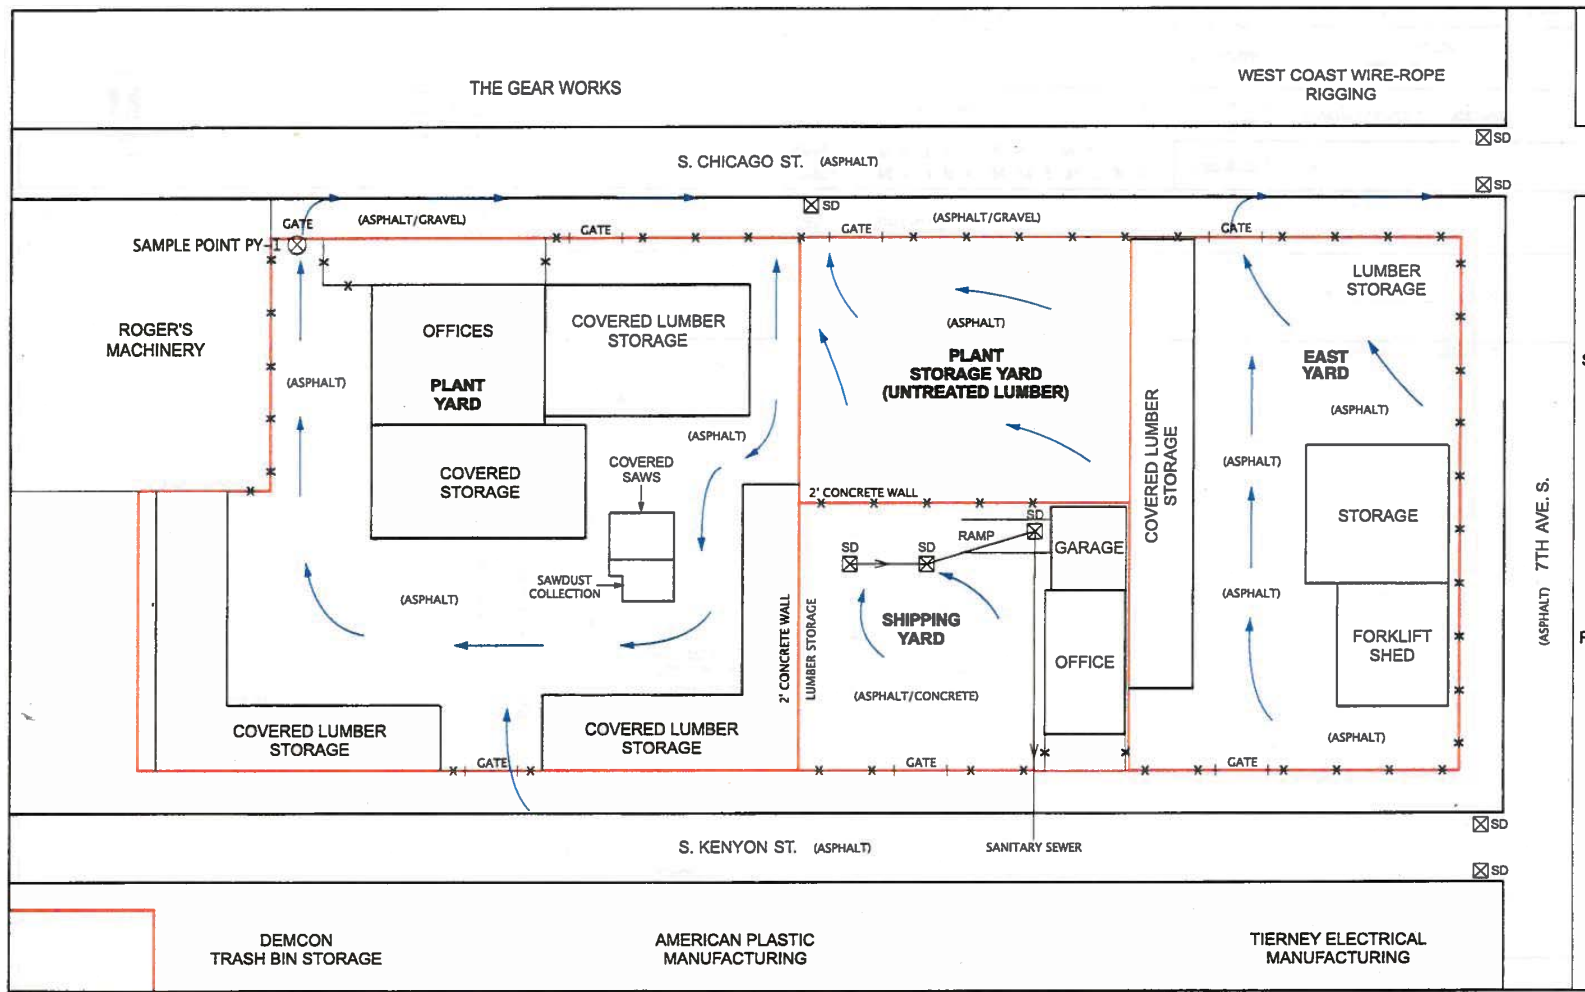 THE GEAR WORKS
WEST COAST WIRE-ROPE
RIGGING
SD
S. CHICAGO ST. (ASPHALT)
SD
SD
GATE
(ASPHALT/GRAVEL)
GATE
(ASPHALT/GRAVEL)
GATE
GATE
SAMPLE POINT PY-1
LUMBER
STORAGE
ROGER'S
MACHINERY
OFFICES
COVERED LUMBER
STORAGE
(ASPHALT)
PLANT
STORAGE YARD
(UNTREATED LUMBER)
EAST
YARD
(ASPHALT)
PLANT
YARD
(ASPHALT)
(ASPHALT)
COVERED LUMBER
STORAGE
COVERED
STORAGE
COVERED
SAWS
(ASPHALT)
2' CONCRETE WALL
STORAGE
SD
RAMP
GARAGE
SD
SD
SAWDUST
COLLECTION
(ASPHALT)
(ASPHALT)
2' CONCRETE WALL
LUMBER STORAGE
SHIPPING
YARD
OFFICE
FORKLIFT
SHED
(ASPHALT) 7TH AVE. S.
(ASPHALT/CONCRETE)
COVERED LUMBER
STORAGE
COVERED LUMBER
STORAGE
(ASPHALT)
GATE
GATE
GATE
SD
S. KENYON ST. (ASPHALT)
SANITARY SEWER
SD
DEMCON
TRASH BIN STORAGE
AMERICAN PLASTIC
MANUFACTURING
TIERNEY ELECTRICAL
MANUFACTURING